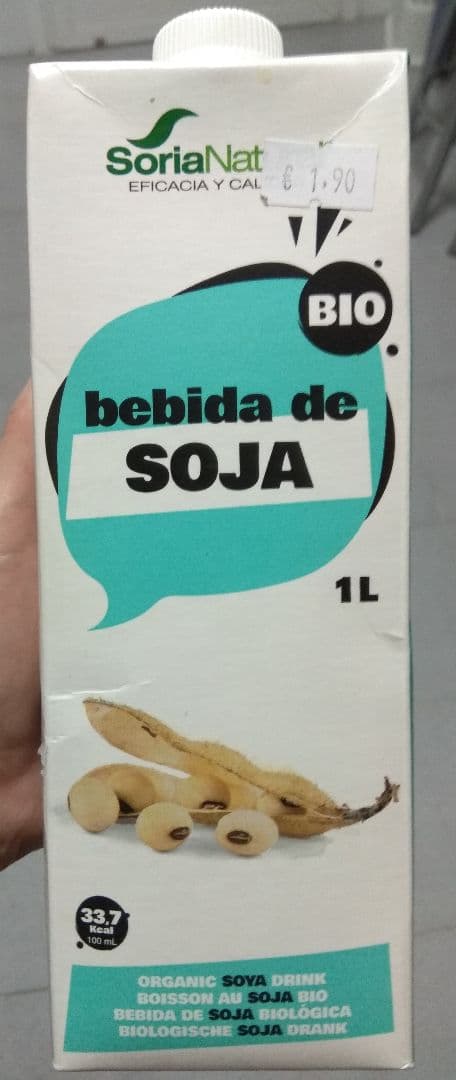 SoriaNat
EFICACIA Y CAL
€ 1,90
BIO
bebida de
SOJA
1L
33,7
Kcal
100 mL
ORGANIC SOYA DRINK
BOISSON AU SOJA BIO
BEBIDA DE SOJA BIOLÓGICA
BIOLOGISCHE SOJA DRANK